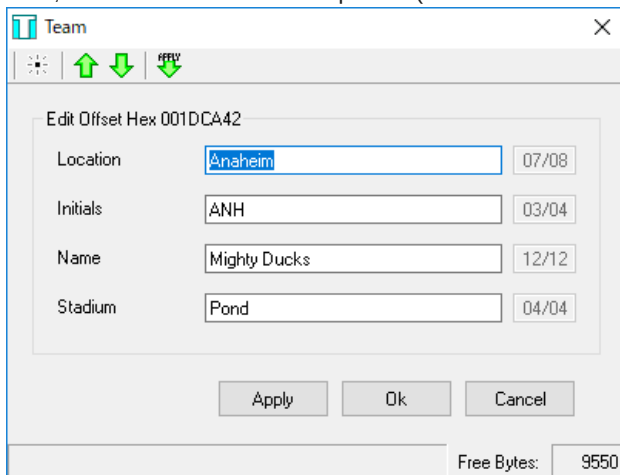 Team
APPLY
Edit Offset Hex 001DCA42
Location Anaheim 07/08
Initials ANH 03/04
Name Mighty Ducks 12/12
Stadium Pond 04/04
Apply Ok Cancel
Free Bytes: 9550